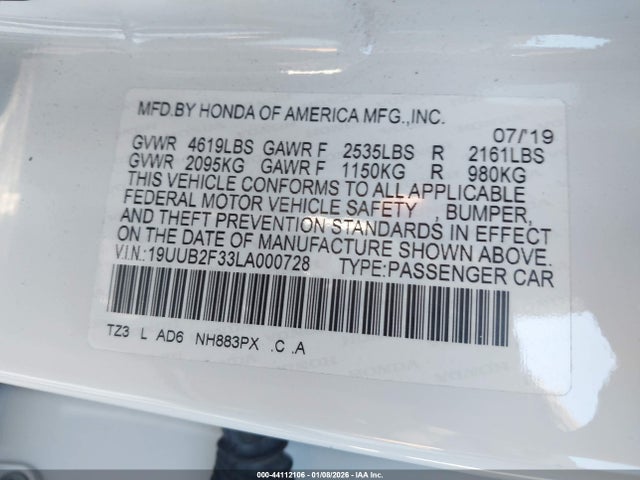 MFD.BY HONDA OF AMERICA MFG.,INC.
07/'19
GVWR 4619LBS GAWR F 2535LBS R 2161LBS
GVWR 2095KG GAWR F 1150KG R 980KG
THIS VEHICLE CONFORMS TO ALL APPLICABLE
FEDERAL MOTOR VEHICLE SAFETY , BUMPER,
AND THEFT PREVENTION STANDARDS IN EFFECT
ON THE DATE OF MANUFACTURE SHOWN ABOVE.
V.I.N.:19UUB2F33LA000728 TYPE:PASSENGER CAR
TZ3 L AD6 NH883PX .C .A
HONDA HONDA
000-44112106 - 01/08/2026 - IAA Inc.